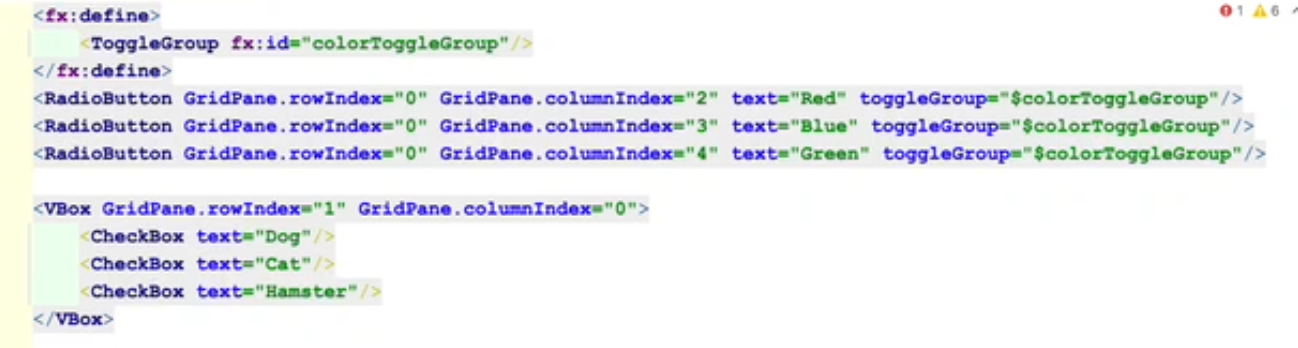 <fx:define>
    <ToggleGroup fx:id="colorToggleGroup"/>
</fx:define>
<RadioButton GridPane.rowIndex="0" GridPane.columnIndex="2" text="Red" toggleGroup="$colorToggleGroup"/>
<RadioButton GridPane.rowIndex="0" GridPane.columnIndex="3" text="Blue" toggleGroup="$colorToggleGroup"/>
<RadioButton GridPane.rowIndex="0" GridPane.columnIndex="4" text="Green" toggleGroup="$colorToggleGroup"/>
<VBox GridPane.rowIndex="1" GridPane.columnIndex="0">
    <CheckBox text="Dog"/>
    <CheckBox text="Cat"/>
    <CheckBox text="Hamster"/>
</VBox>
1 6